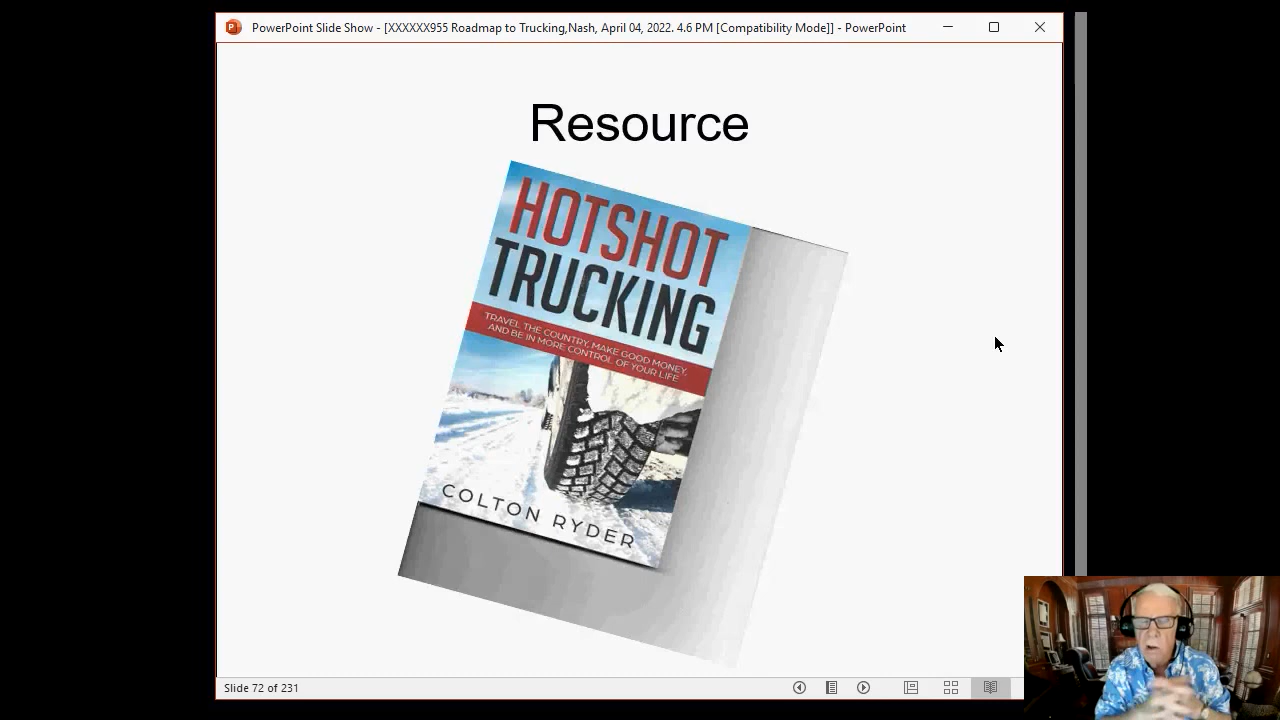 PowerPoint Slide Show - [XXXXXX955 Roadmap to Trucking,Nash, April 04, 2022. 4.6 PM [Compatibility Mode]] - PowerPoint
Resource
HOTSHOT
TRUCKING
TRAVEL THE COUNTRY, MAKE GOOD MONEY,
AND BE IN MORE CONTROL OF YOUR LIFE
COLTON RYDER
Slide 72 of 231